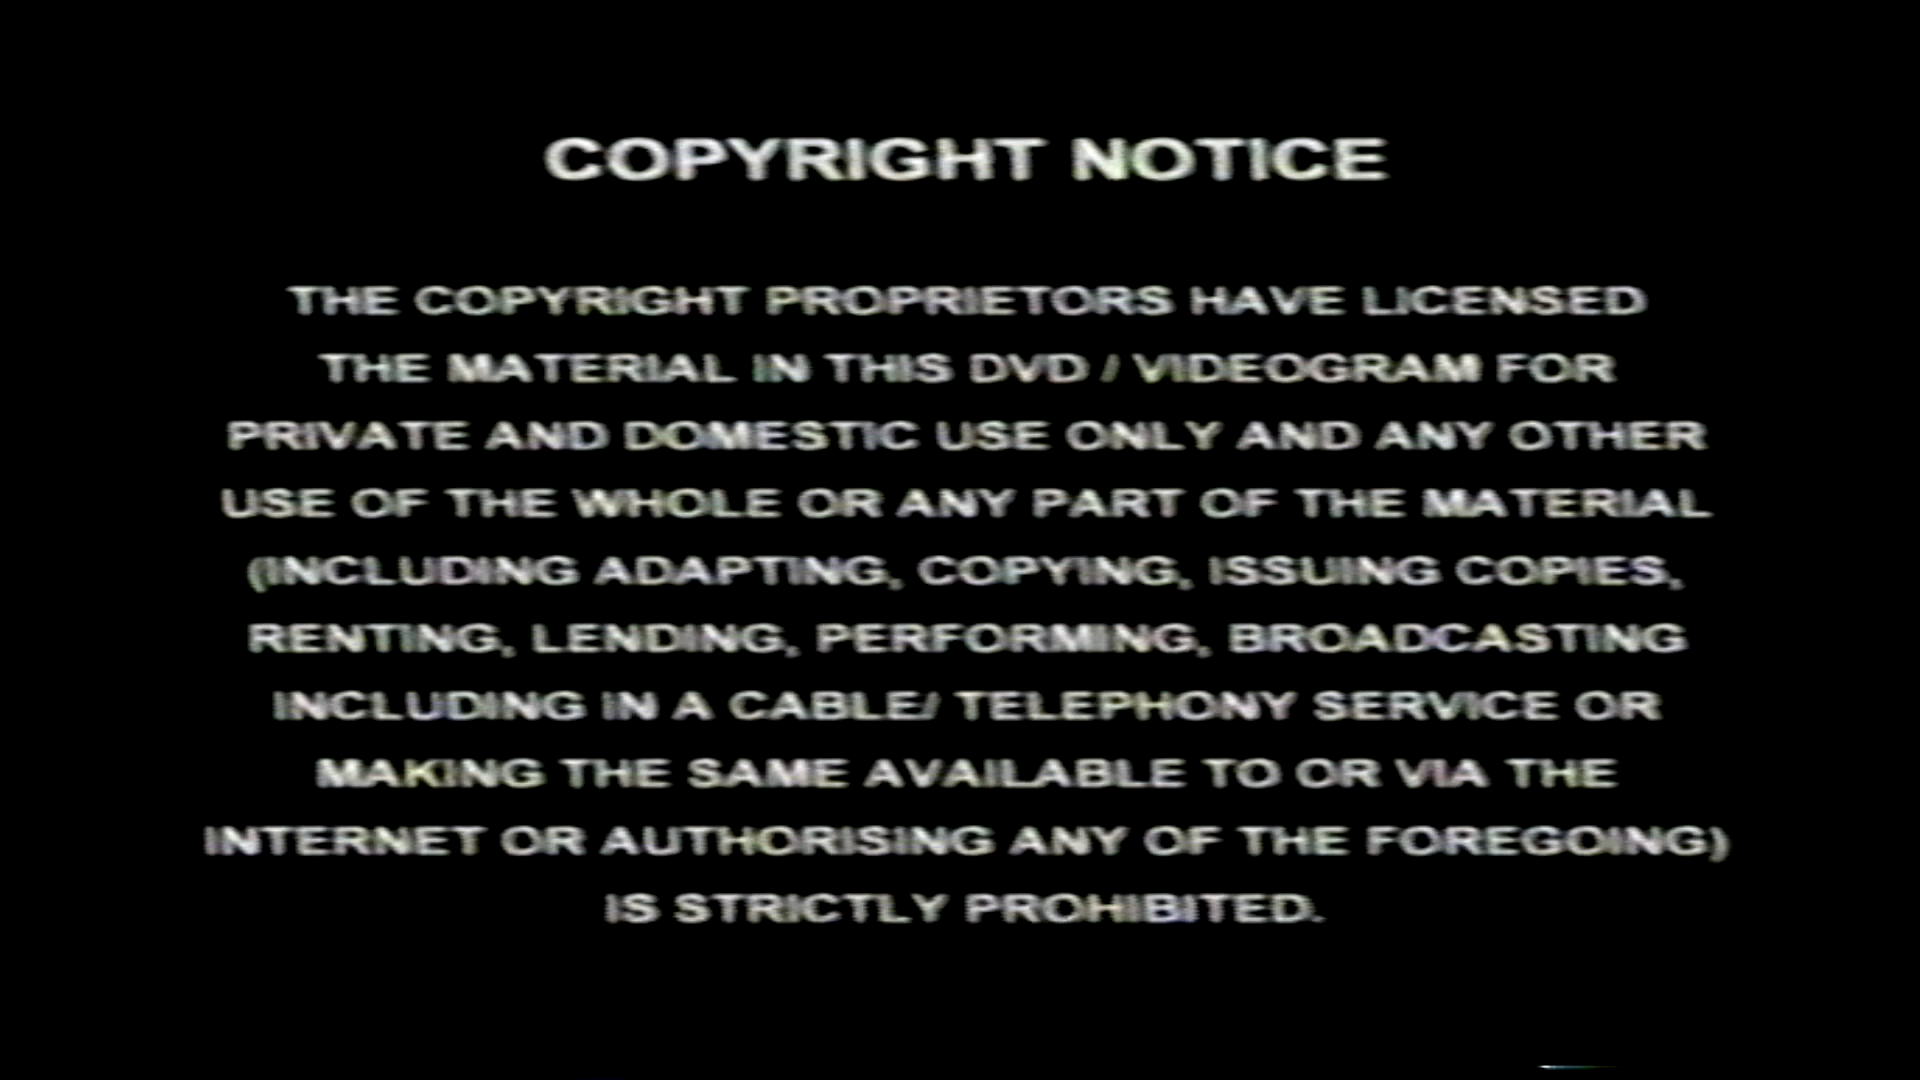 COPYRIGHT NOTICE
THE COPYRIGHT PROPRIETORS HAVE LICENSED
THE MATERIAL IN THIS DVD / VIDEOGRAM FOR
PRIVATE AND DOMESTIC USE ONLY AND ANY OTHER
USE OF THE WHOLE OR ANY PART OF THE MATERIAL
(INCLUDING ADAPTING, COPYING, ISSUING COPIES,
RENTING, LENDING, PERFORMING, BROADCASTING
INCLUDING IN A CABLE/ TELEPHONY SERVICE OR
MAKING THE SAME AVAILABLE TO OR VIA THE
INTERNET OR AUTHORISING ANY OF THE FOREGOING)
IS STRICTLY PROHIBITED.